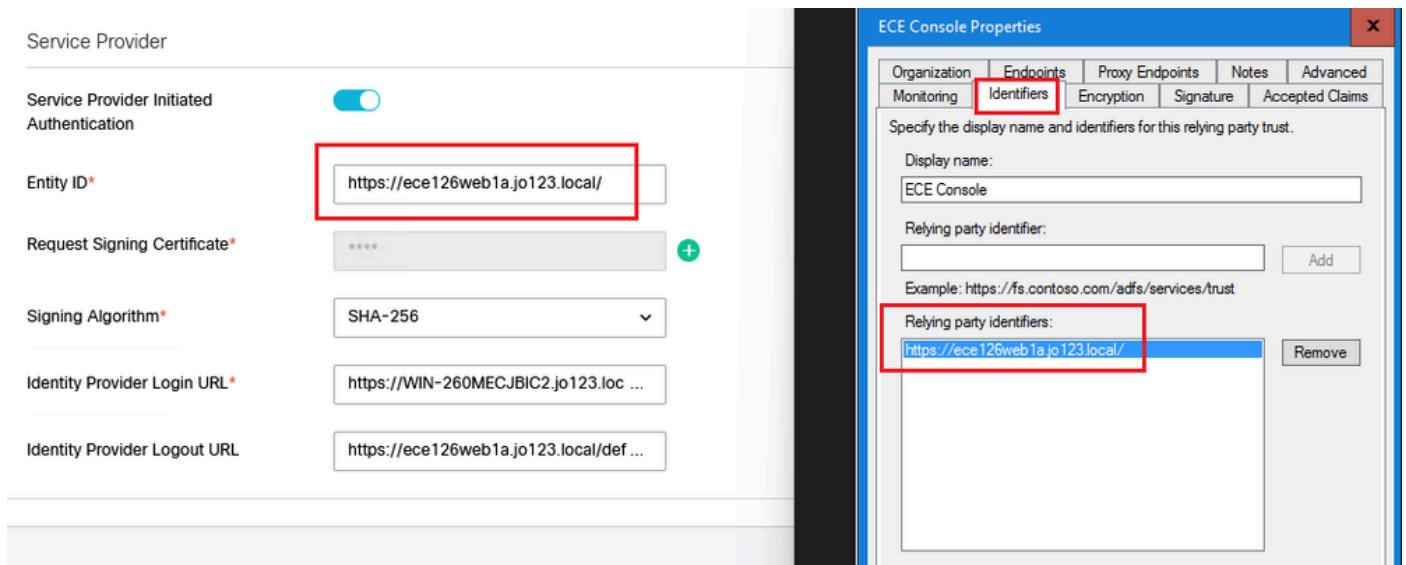 Service Provider
Service Provider Initiated
Authentication
Entity ID*
https://ece126web1a.jo123.local/
Request Signing Certificate*
****
Signing Algorithm*
SHA-256
Identity Provider Login URL*
https://WIN-260MECJBIC2.jo123.loc ...
Identity Provider Logout URL
https://ece126web1a.jo123.local/def ...
ECE Console Properties
x
Organization
Endpoints
Proxy Endpoints
Notes
Advanced
Monitoring
Identifiers
Encryption
Signature
Accepted Claims
Specify the display name and identifiers for this relying party trust.
Display name:
ECE Console
Relying party identifier:
Add
Example: https://fs.contoso.com/adfs/services/trust
Relying party identifiers:
https://ece126web1a.jo123.local/
Remove